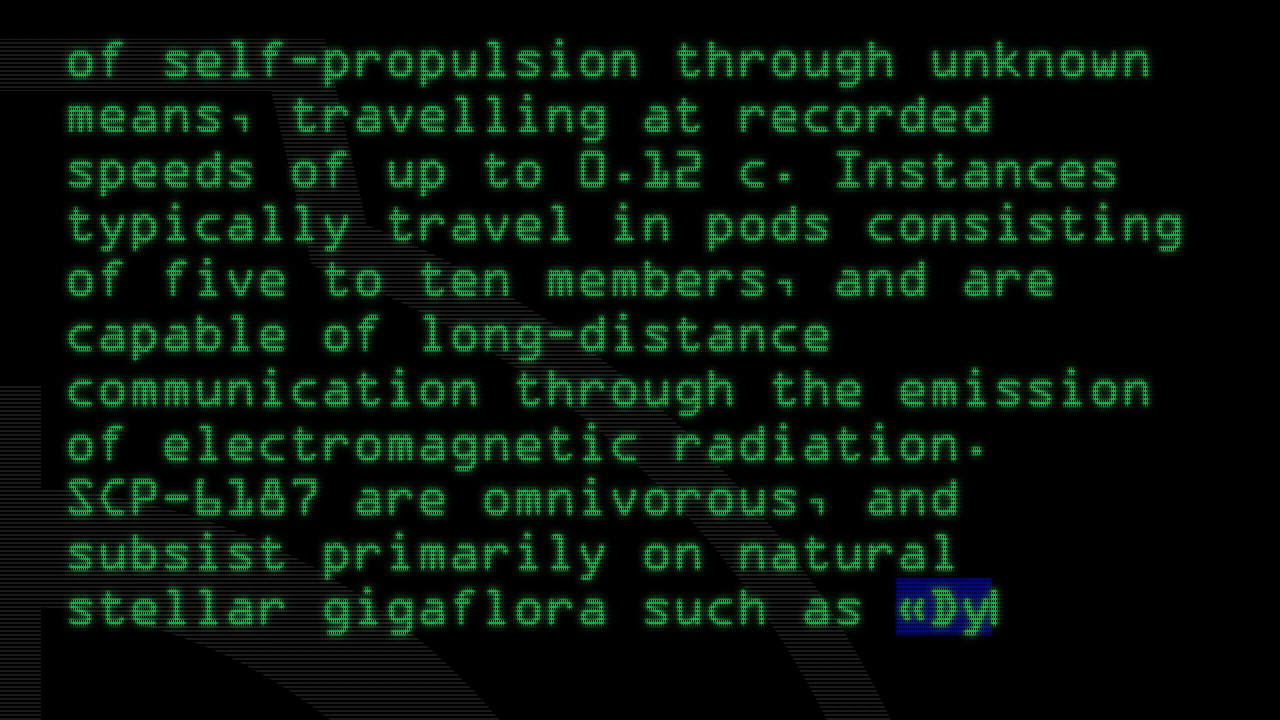 of self-propulsion through unknown
means, travelling at recorded
speeds of up to 0.12 c. Instances
typically travel in pods consisting
of five to ten members, and are
capable of long-distance
communication through the emission
of electromagnetic radiation.
SCP-6187 are omnivorous, and
subsist primarily on natural
stellar gigaflora such as «Dy